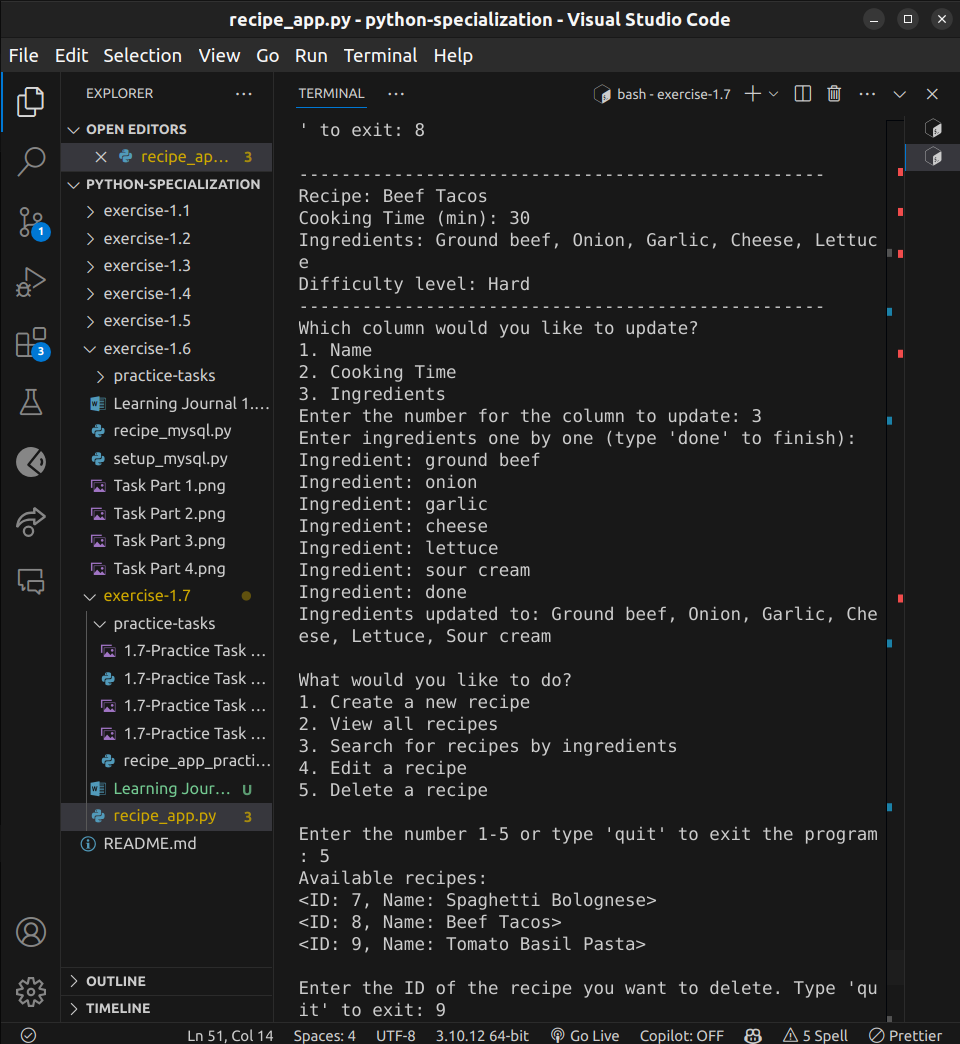 recipe_app.py - python-specialization - Visual Studio Code
File Edit Selection View Go Run Terminal Help
EXPLORER
OPEN EDITORS
recipe_ap... 3
PYTHON-SPECIALIZATION
exercise-1.1
exercise-1.2
exercise-1.3
exercise-1.4
exercise-1.5
exercise-1.6
practice-tasks
Learning Journal 1....
recipe_mysql.py
setup_mysql.py
Task Part 1.png
Task Part 2.png
Task Part 3.png
Task Part 4.png
exercise-1.7
practice-tasks
1.7-Practice Task ...
1.7-Practice Task ...
1.7-Practice Task ...
1.7-Practice Task ...
recipe_app_practi...
Learning Jour... U
recipe_app.py 3
README.md
OUTLINE
TIMELINE
1
3
TERMINAL
bash - exercise-1.7
' to exit: 8
--------------------------------------------------
Recipe: Beef Tacos
Cooking Time (min): 30
Ingredients: Ground beef, Onion, Garlic, Cheese, Lettuc
e
Difficulty level: Hard
--------------------------------------------------
Which column would you like to update?
1. Name
2. Cooking Time
3. Ingredients
Enter the number for the column to update: 3
Enter ingredients one by one (type 'done' to finish):
Ingredient: ground beef
Ingredient: onion
Ingredient: garlic
Ingredient: cheese
Ingredient: lettuce
Ingredient: sour cream
Ingredient: done
Ingredients updated to: Ground beef, Onion, Garlic, Che
ese, Lettuce, Sour cream
What would you like to do?
1. Create a new recipe
2. View all recipes
3. Search for recipes by ingredients
4. Edit a recipe
5. Delete a recipe
Enter the number 1-5 or type 'quit' to exit the program
: 5
Available recipes:
<ID: 7, Name: Spaghetti Bolognese>
<ID: 8, Name: Beef Tacos>
<ID: 9, Name: Tomato Basil Pasta>
Enter the ID of the recipe you want to delete. Type 'qu
it' to exit: 9
Ln 51, Col 14 Spaces: 4 UTF-8 3.10.12 64-bit Go Live Copilot: OFF 5 Spell Prettier